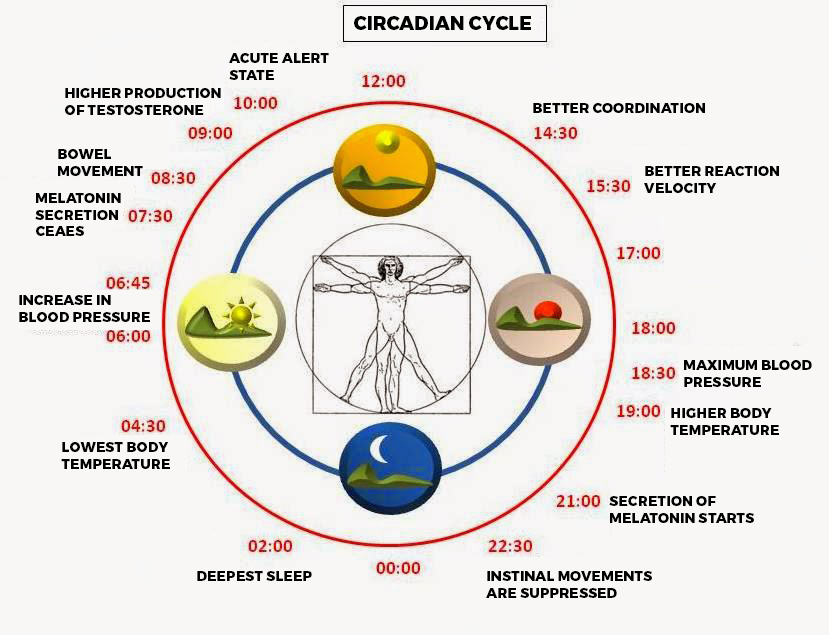 CIRCADIAN CYCLE
ACUTE ALERT
STATE
12:00
10:00
HIGHER PRODUCTION
OF TESTOSTERONE
09:00
BETTER COORDINATION
14:30
BOWEL
MOVEMENT
08:30
BETTER REACTION
VELOCITY
15:30
MELATONIN
SECRETION
CEAES
07:30
17:00
06:45
INCREASE IN
BLOOD PRESSURE
06:00
18:00
18:30
MAXIMUM BLOOD
PRESSURE
19:00
HIGHER BODY
TEMPERATURE
04:30
LOWEST BODY
TEMPERATURE
21:00
SECRETION OF
MELATONIN STARTS
02:00
DEEPEST SLEEP
00:00
22:30
INSTINAL MOVEMENTS
ARE SUPPRESSED